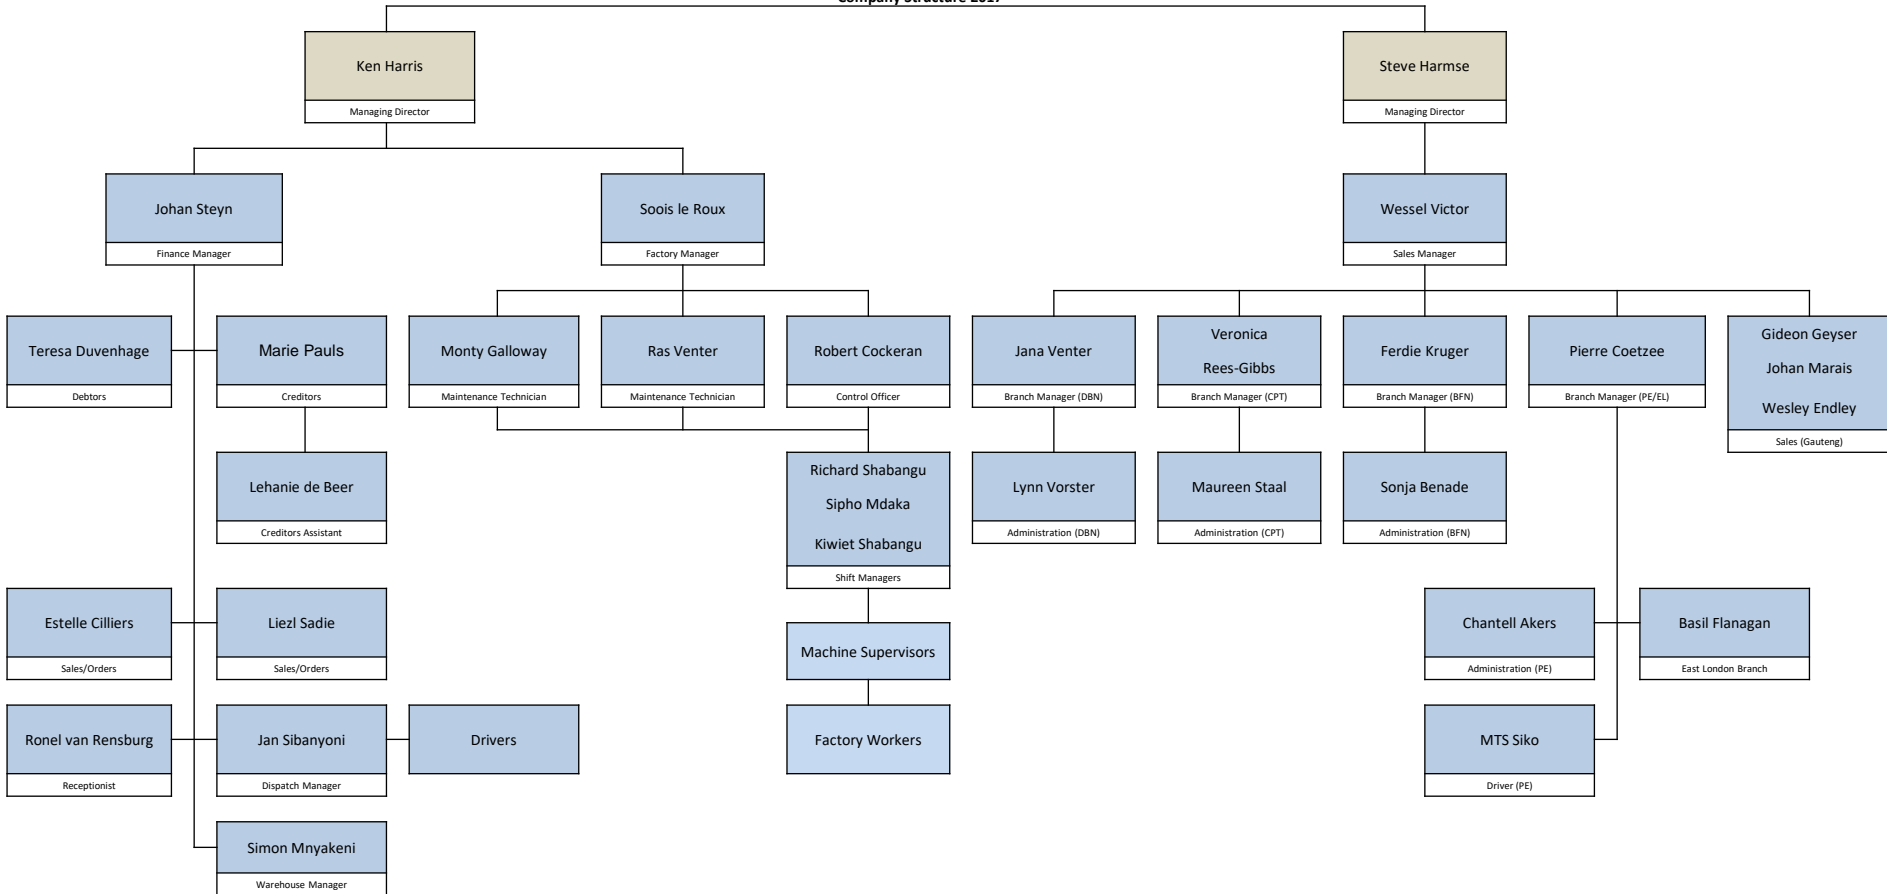 Company Structure 2017
Ken Harris
Managing Director
Steve Harmse
Managing Director
Johan Steyn
Finance Manager
Soois le Roux
Factory Manager
Wessel Victor
Sales Manager
Teresa Duvenhage
Debtors
Marie Pauls
Creditors
Monty Galloway
Maintenance Technician
Ras Venter
Maintenance Technician
Robert Cockeran
Control Officer
Jana Venter
Branch Manager (DBN)
Veronica
Rees-Gibbs
Branch Manager (CPT)
Ferdie Kruger
Branch Manager (BFN)
Pierre Coetzee
Branch Manager (PE/EL)
Gideon Geyser
Johan Marais
Wesley Endley
Sales (Gauteng)
Lehanie de Beer
Creditors Assistant
Richard Shabangu
Sipho Mdaka
Kiwiet Shabangu
Shift Managers
Lynn Vorster
Administration (DBN)
Maureen Staal
Administration (CPT)
Sonja Benade
Administration (BFN)
Estelle Cilliers
Sales/Orders
Liezl Sadie
Sales/Orders
Machine Supervisors
Chantell Akers
Administration (PE)
Basil Flanagan
East London Branch
Ronel van Rensburg
Receptionist
Jan Sibanyoni
Dispatch Manager
Drivers
Factory Workers
MTS Siko
Driver (PE)
Simon Mnyakeni
Warehouse Manager